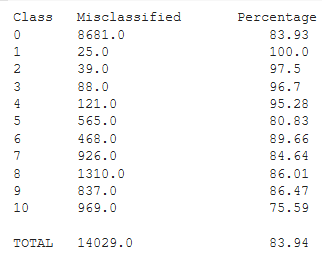 Class Misclassified Percentage
0 8681.0 83.93
1 25.0 100.0
2 39.0 97.5
3 88.0 96.7
4 121.0 95.28
5 565.0 80.83
6 468.0 89.66
7 926.0 84.64
8 1310.0 86.01
9 837.0 86.47
10 969.0 75.59
TOTAL 14029.0 83.94